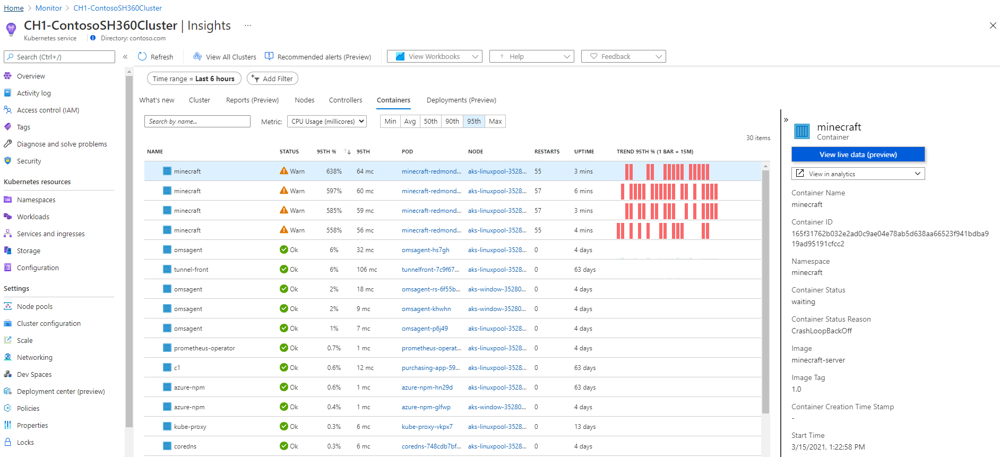 Home > Monitor > CH1-ContosoSH360Cluster
CH1-ContosoSH360Cluster | Insights ...
Kubernetes service Directory: contoso.com
Search (Ctrl+/) «
Refresh View All Clusters Recommended alerts (Preview) View Workbooks ? Help Feedback
Overview
Activity log
Access control (IAM)
Tags
Diagnose and solve problems
Security
Kubernetes resources
Namespaces
Workloads
Services and ingresses
Storage
Configuration
Settings
Node pools
Cluster configuration
Scale
Networking
Dev Spaces
Deployment center (preview)
Policies
Properties
Locks
Time range = Last 6 hours Add Filter
What's new Cluster Reports (Preview) Nodes Controllers Containers Deployments (Preview)
Search by name... Metric: CPU Usage (millicores) Min Avg 50th 90th 95th Max
30 items
NAME STATUS 95TH % 95TH POD NODE RESTARTS UPTIME TREND 95TH % (1 BAR = 15M)
minecraft Warn 638% 64 mc minecraft-redmond... aks-linuxpool-3528... 55 3 mins
minecraft Warn 597% 60 mc minecraft-redmond... aks-linuxpool-3528... 57 6 mins
minecraft Warn 585% 59 mc minecraft-redmond... aks-linuxpool-3528... 57 3 mins
minecraft Warn 558% 56 mc minecraft-redmond... aks-linuxpool-3528... 55 4 mins
omsagent Ok 6% 32 mc omsagent-hs7gh aks-linuxpool-3528... 0 4 days
tunnel-front Ok 6% 106 mc tunnelfront-7c9f67... aks-linuxpool-3528... 0 63 days
omsagent Ok 2% 18 mc omsagent-rs-6f55b... aks-window-35280... 0 4 days
omsagent Ok 2% 9 mc omsagent-khwhn aks-window-35280... 0 4 days
omsagent Ok 1% 7 mc omsagent-p6j49 aks-linuxpool-3528... 0 4 days
prometheus-operator Ok 0.7% 1 mc prometheus-operat... aks-linuxpool-3528... 0 4 days
c1 Ok 0.6% 12 mc purchasing-app-59... aks-linuxpool-3528... 0 63 days
azure-npm Ok 0.6% 1 mc azure-npm-hn29d aks-linuxpool-3528... 0 63 days
azure-npm Ok 0.4% 1 mc azure-npm-glfwp aks-window-35280... 0 4 days
kube-proxy Ok 0.3% 6 mc kube-proxy-vkpx7 aks-linuxpool-3528... 0 13 days
coredns Ok 0.3% 6 mc coredns-748cdb7bf... aks-linuxpool-3528... 0 4 days
»
minecraft
Container
View live data (preview)
View in analytics
Container Name
minecraft
Container ID
165f31762b032e2ad0c9ae04e78ab5d638aa66523f941bdba9
19ad95191cfcc2
Namespace
minecraft
Container Status
waiting
Container Status Reason
CrashLoopBackOff
Image
minecraft-server
Image Tag
1.0
Container Creation Time Stamp
-
Start Time
3/15/2021, 1:22:58 PM